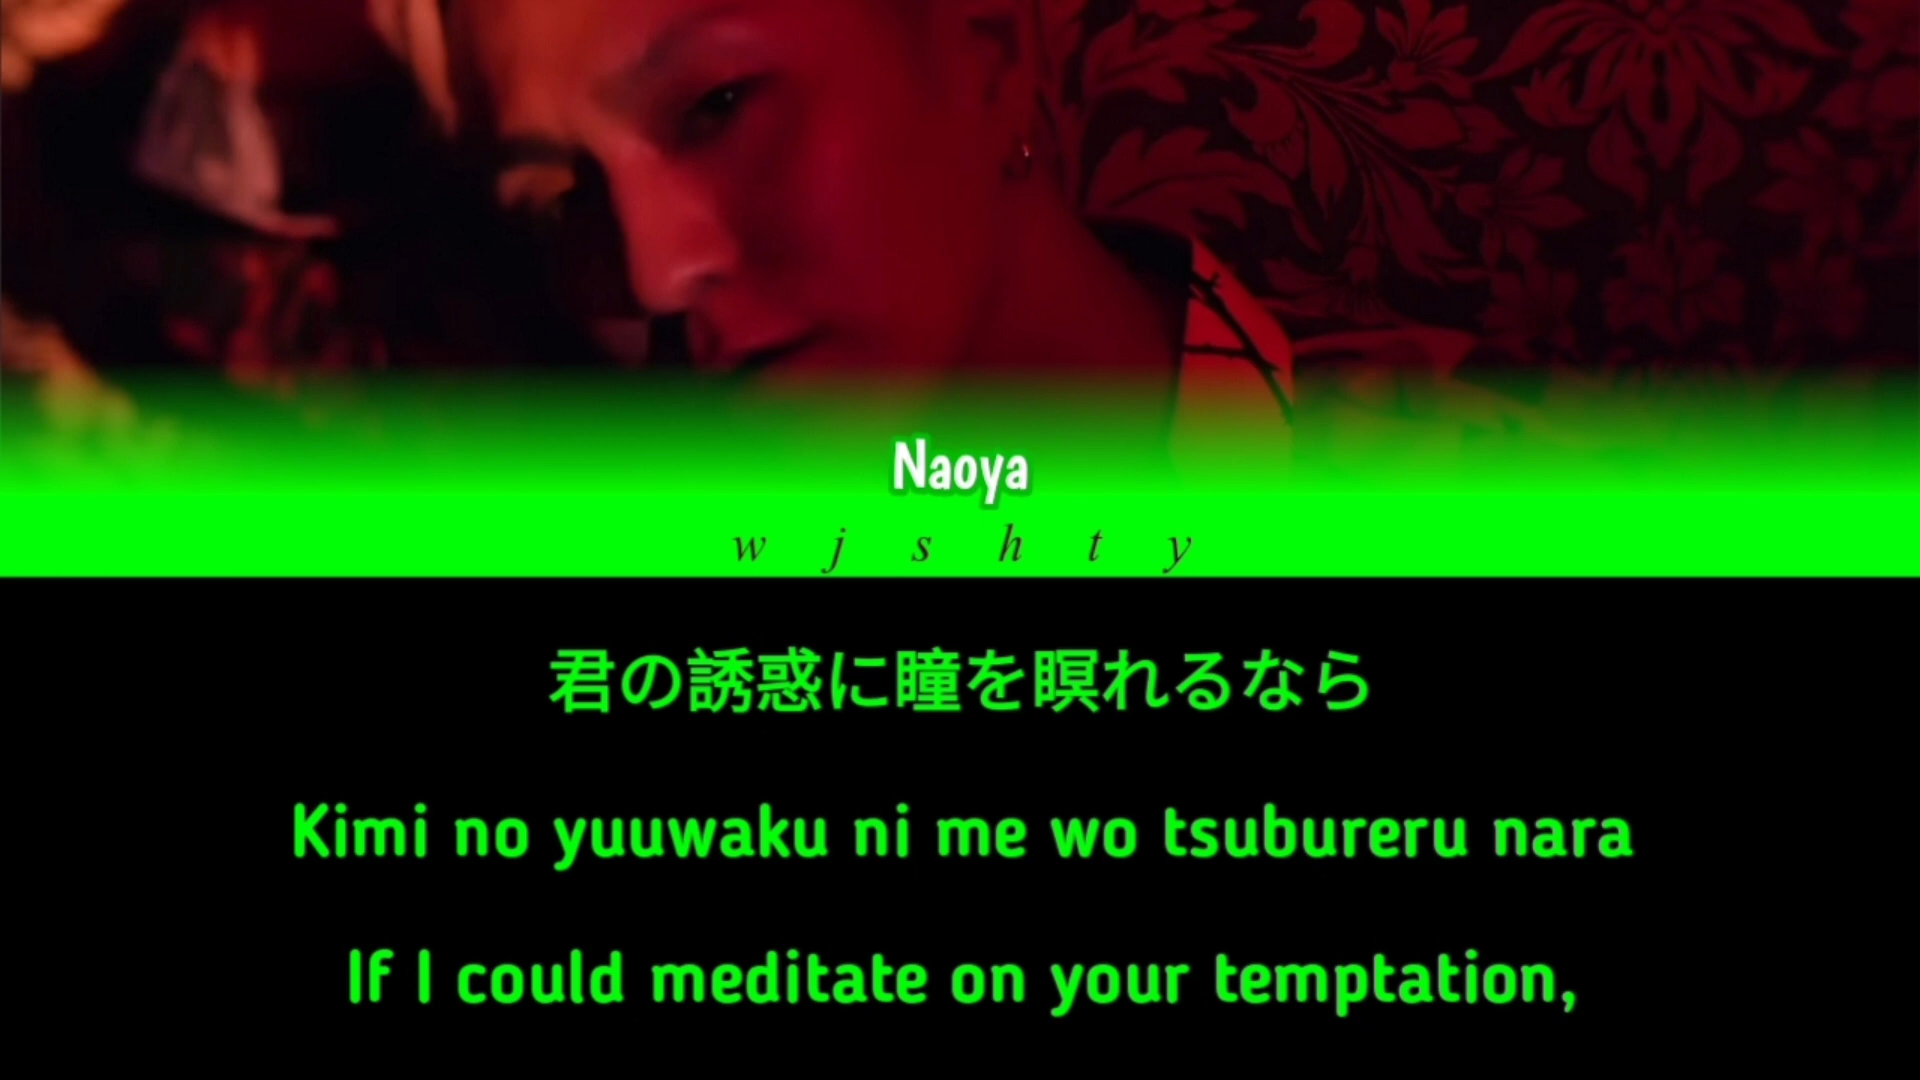 Naoya
w j s h t y
君の誘惑に瞳を瞑れるなら
Kimi no yuuwaku ni me wo tsubureru nara
If I could meditate on your temptation,